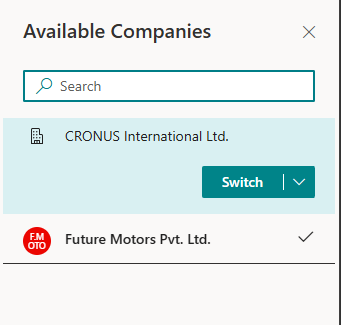 Available Companies
Search
CRONUS International Ltd.
Switch
F.M
OTO
Future Motors Pvt. Ltd.